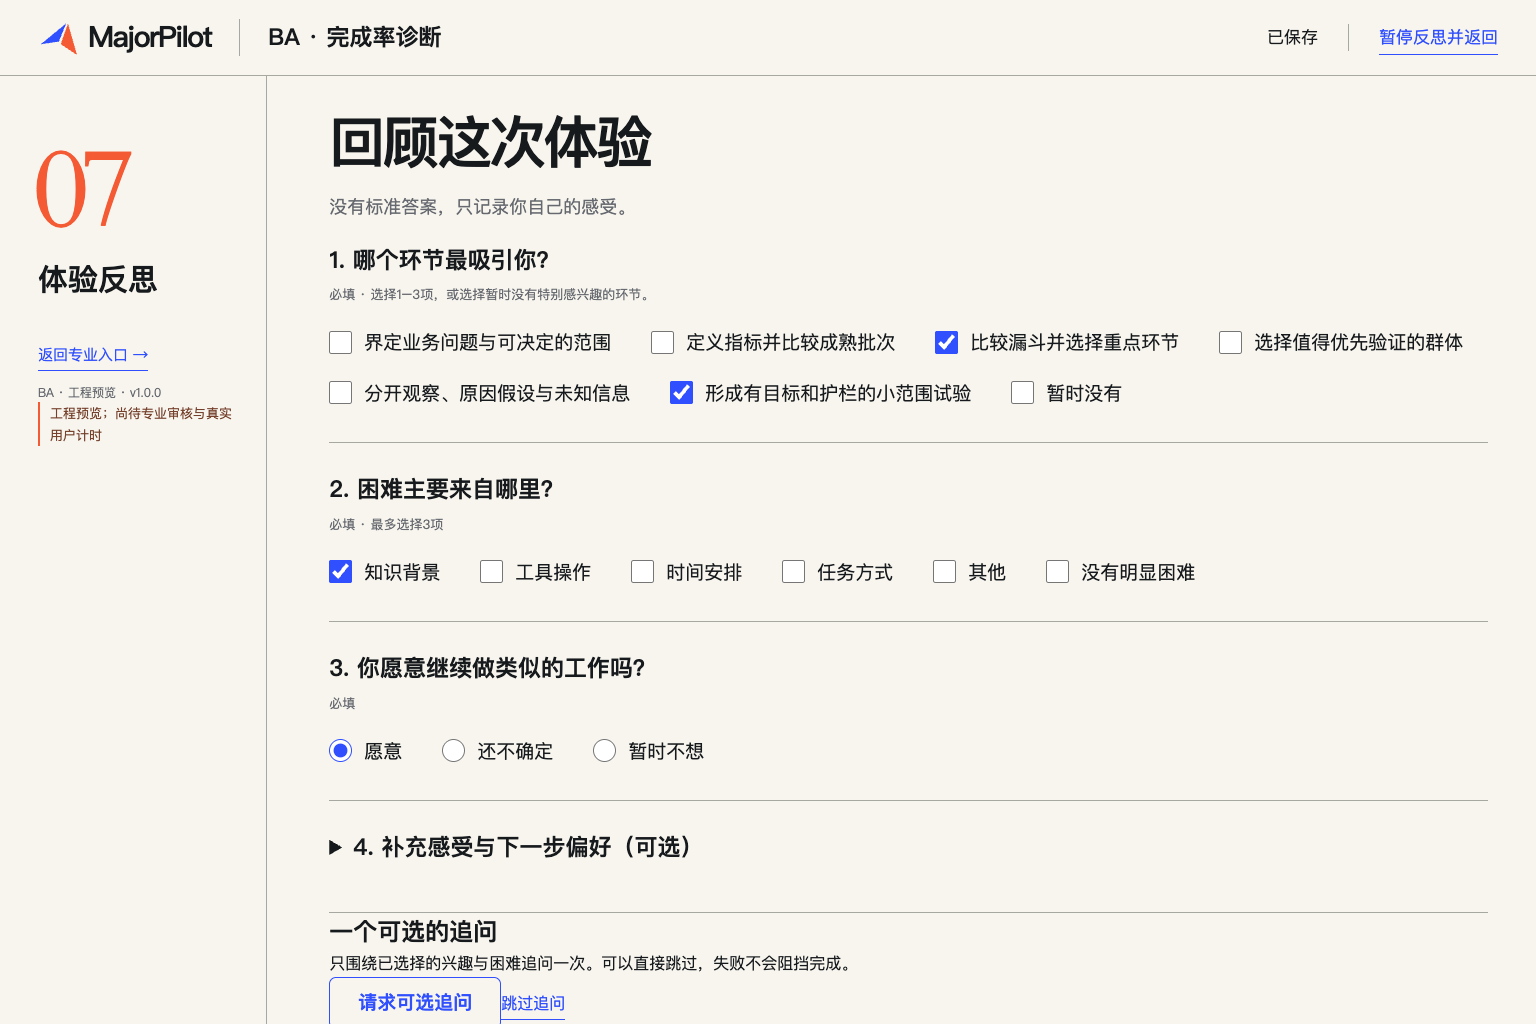 MajorPilot
BA · 完成率诊断
已保存
暂停反思并返回
07
体验反思
返回专业入口 →
BA · 工程预览 · v1.0.0
工程预览；尚待专业审核与真实
用户计时
回顾这次体验
没有标准答案，只记录你自己的感受。
1. 哪个环节最吸引你？
必填 · 选择1—3项，或选择暂时没有特别感兴趣的环节。
界定业务问题与可决定的范围
定义指标并比较成熟批次
比较漏斗并选择重点环节
选择值得优先验证的群体
分开观察、原因假设与未知信息
形成有目标和护栏的小范围试验
暂时没有
2. 困难主要来自哪里？
必填 · 最多选择3项
知识背景
工具操作
时间安排
任务方式
其他
没有明显困难
3. 你愿意继续做类似的工作吗？
必填
愿意
还不确定
暂时不想
4. 补充感受与下一步偏好（可选）
一个可选的追问
只围绕已选择的兴趣与困难追问一次。可以直接跳过，失败不会阻挡完成。
请求可选追问
跳过追问